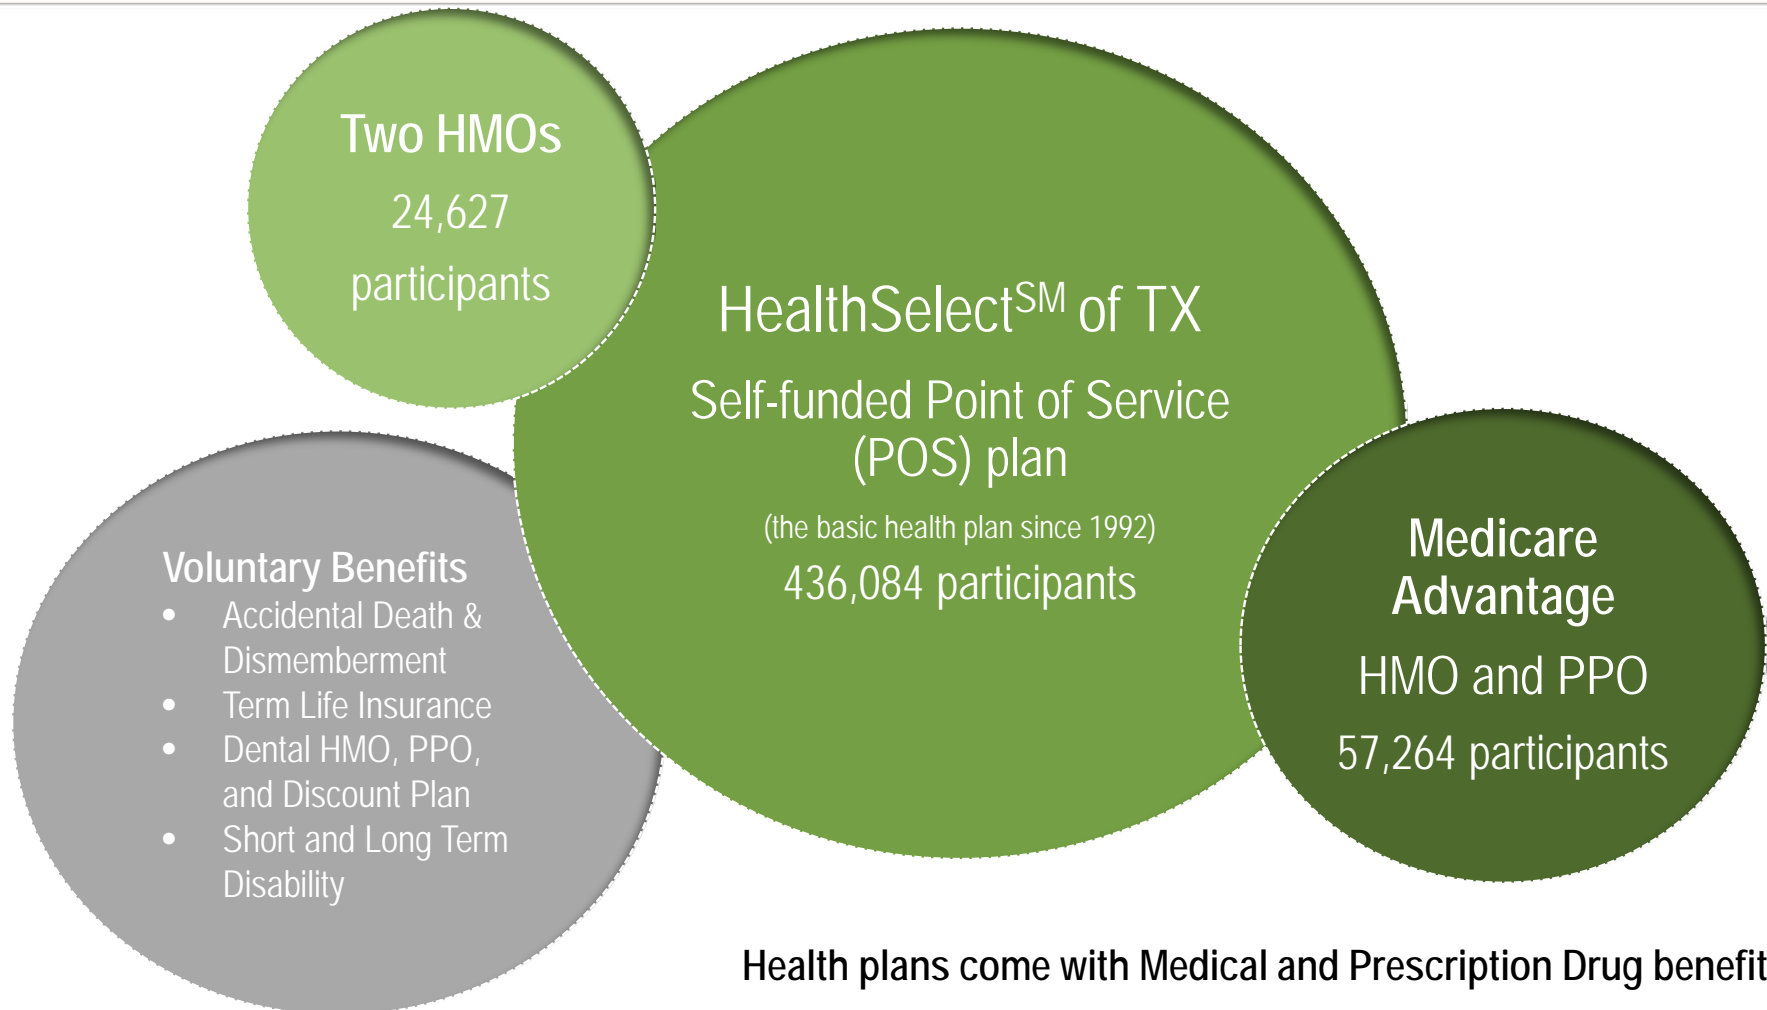 Two HMOs
24,627
participants
HealthSelectSM of TX
Self-funded Point of Service
(POS) plan
(the basic health plan since 1992)
436,084 participants
Medicare
Advantage
HMO and PPO
57,264 participants
Voluntary Benefits
• Accidental Death &
Dismemberment
• Term Life Insurance
• Dental HMO, PPO,
and Discount Plan
• Short and Long Term
Disability
Health plans come with Medical and Prescription Drug benefit